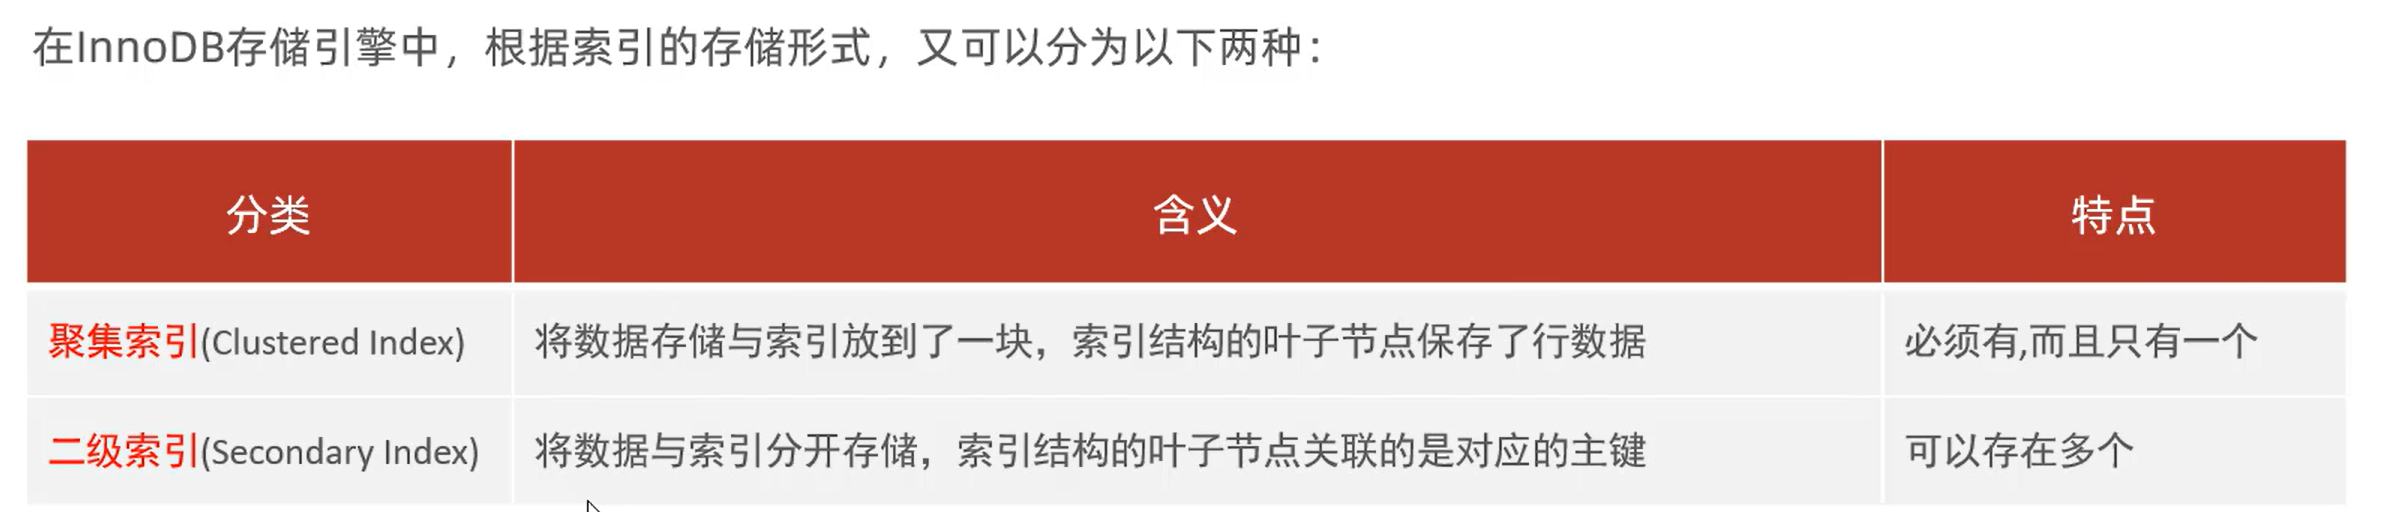 在InnoDB存储引擎中，根据索引的存储形式，又可以分为以下两种：
分类 含义 特点
聚集索引(Clustered Index) 将数据存储与索引放到了一块，索引结构的叶子节点保存了行数据 必须有,而且只有一个
二级索引(Secondary Index) 将数据与索引分开存储，索引结构的叶子节点关联的是对应的主键 可以存在多个